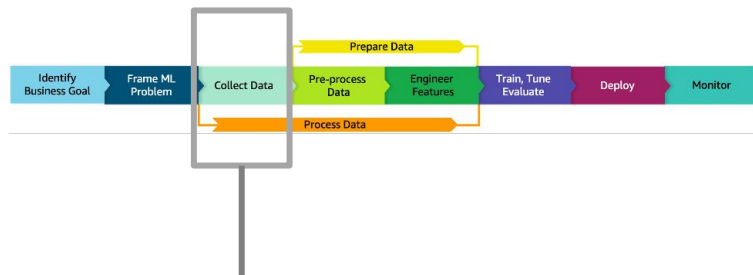 Prepare Data
Identify
Business Goal
Frame ML
Problem
Collect Data
Pre-process
Data
Engineer
Features
Train, Tune
Evaluate
Deploy
Monitor
Process Data